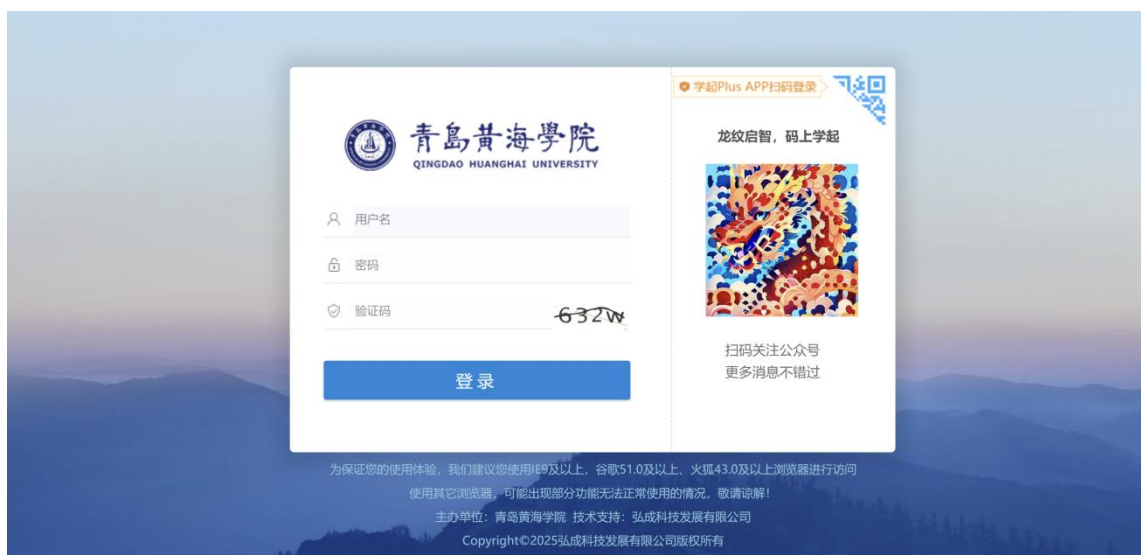 青島黄海學院
QINGDAO HUANGHAI UNIVERSITY
用户名
密码
验证码
632W
登录
学起Plus APP扫码登录
龙纹启智，码上学起
扫码关注公众号
更多消息不错过
为保证您的使用体验，我们建议您使用IE9及以上，谷歌51.0及以上、火狐43.0及以上浏览器进行访问
使用其它浏览器，可能出现部分功能无法正常使用的情况，敬请谅解！
主办单位：青岛黄海学院 技术支持：弘成科技发展有限公司
Copyright©2025弘成科技发展有限公司版权所有